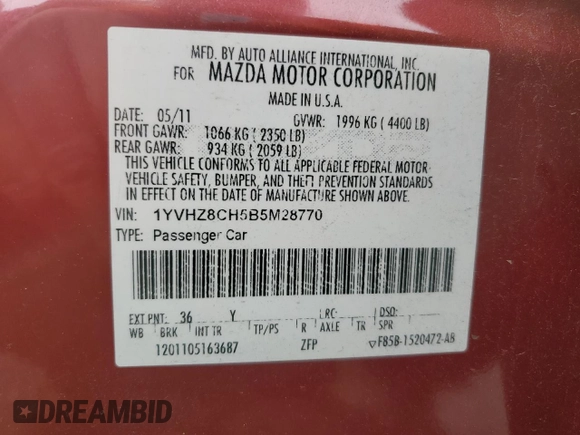 MFD. BY AUTO ALLIANCE INTERNATIONAL, INC.
FOR MAZDA MOTOR CORPORATION
MADE IN U.S.A.
DATE: 05/11 GVWR: 1996 KG ( 4400 LB)
FRONT GAWR: 1066 KG ( 2350 LB)
REAR GAWR: 934 KG ( 2059 LB)
THIS VEHICLE CONFORMS TO ALL APPLICABLE FEDERAL MOTOR
VEHICLE SAFETY, BUMPER, AND THEFT PREVENTION STANDARDS
IN EFFECT ON THE DATE OF MANUFACTURE SHOWN ABOVE.
VIN: 1YVHZ8CH5B5M28770
TYPE: Passenger Car
EXT PNT: 36 Y LRC: DSO:
WB BRK INT TR TP/PS R AXLE TR SPR
1201105163687 ZFP ▽F85B-1520472-AB
DREAMBID